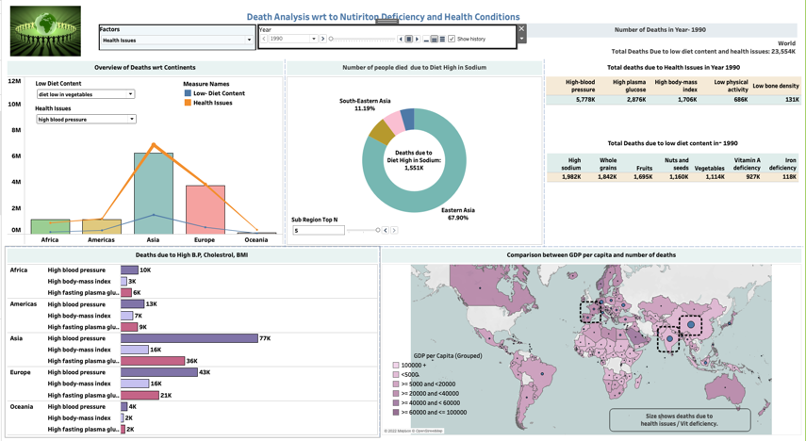 Death Analysis wrt to Nutiriton Deficiency and Health Conditions
Factors
Health Issues
Year
1990
Show history
Number of Deaths in Year- 1990
World
Total Deaths Due to low diet content and health issues: 23,554K
Overview of Deaths wrt Continents
Low Diet Content
diet low in vegetables
Health Issues
high blood pressure
Measure Names
Low- Diet Content
Health Issues
12M
10M
8M
6M
4M
2M
0M
Africa Americas Asia Europe Oceania
Number of people died due to Diet High in Sodium
South-Eastern Asia
11.19%
Deaths due to
Diet High in Sodium:
1,551K
Eastern Asia
67.90%
Sub Region Top N
5
Total deaths due to Health Issues in Year 1990
High-blood pressure High plasma glucose High body-mass index Low physical activity Low bone density
5,778K 2,876K 1,706K 686K 131K
Total Deaths due to low diet content in~ 1990
High sodium Whole grains Fruits Nuts and seeds Vegetables Vitamin A deficiency Iron deficiency
1,982K 1,842K 1,695K 1,160K 1,114K 927K 118K
Deaths due to High B.P, Cholestrol, BMI
Africa High blood pressure 10K
High body-mass index 3K
High fasting plasma glu.. 6K
Americas High blood pressure 13K
High body-mass index 7K
High fasting plasma glu.. 9K
Asia High blood pressure 77K
High body-mass index 16K
High fasting plasma glu.. 36K
Europe High blood pressure 43K
High body-mass index 16K
High fasting plasma glu.. 21K
Oceania High blood pressure 4K
High body-mass index 2K
High fasting plasma glu.. 2K
Comparison between GDP per capita and number of deaths
GDP per Capita (Grouped)
100000 +
<5000
>= 5000 and <20000
>= 20000 and <40000
>= 40000 and < 60000
>= 60000 and <= 100000
© 2022 Mapbox © OpenStreetMap
Size shows deaths due to
health issues / Vit deficiency.